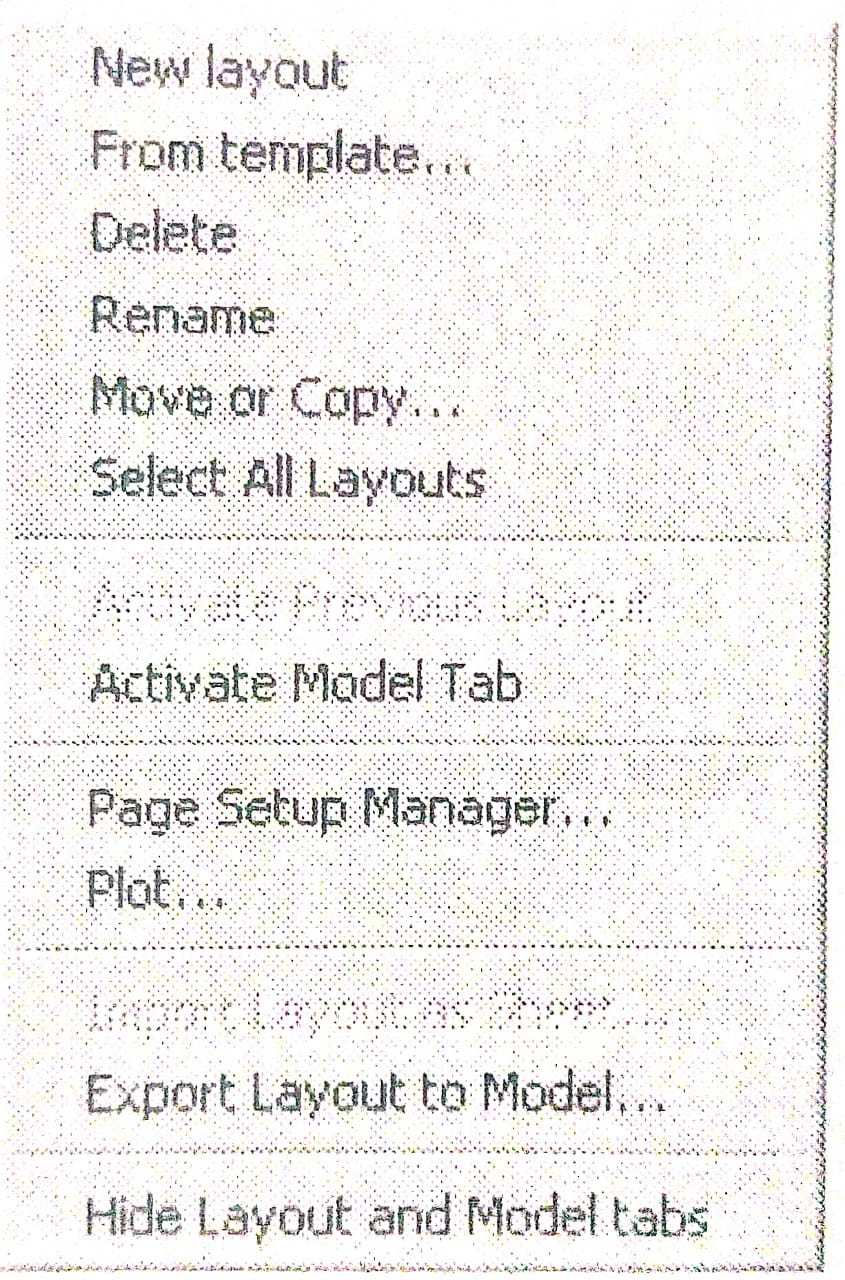 New layout
From template...
Delete
Rename
Move or Copy...
Select All Layouts
Activate Previous Layout
Activate Model Tab
Page Setup Manager...
Plot...
Import Layout as Sheet...
Export Layout to Model...
Hide Layout and Model tabs